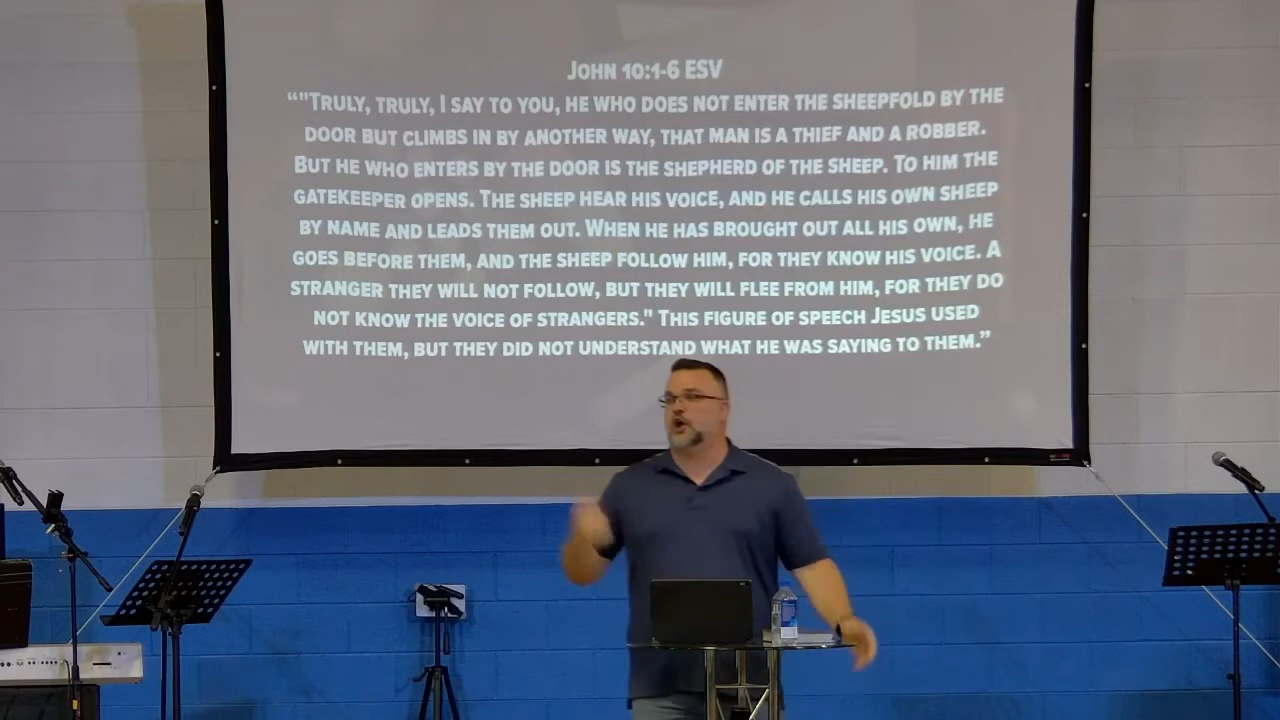 John 10:1-6 ESV
“"Truly, truly, I say to you, he who does not enter the sheepfold by the
door but climbs in by another way, that man is a thief and a robber.
But he who enters by the door is the shepherd of the sheep. To him the
gatekeeper opens. The sheep hear his voice, and he calls his own sheep
by name and leads them out. When he has brought out all his own, he
goes before them, and the sheep follow him, for they know his voice. A
stranger they will not follow, but they will flee from him, for they do
not know the voice of strangers." This figure of speech Jesus used
with them, but they did not understand what he was saying to them.”